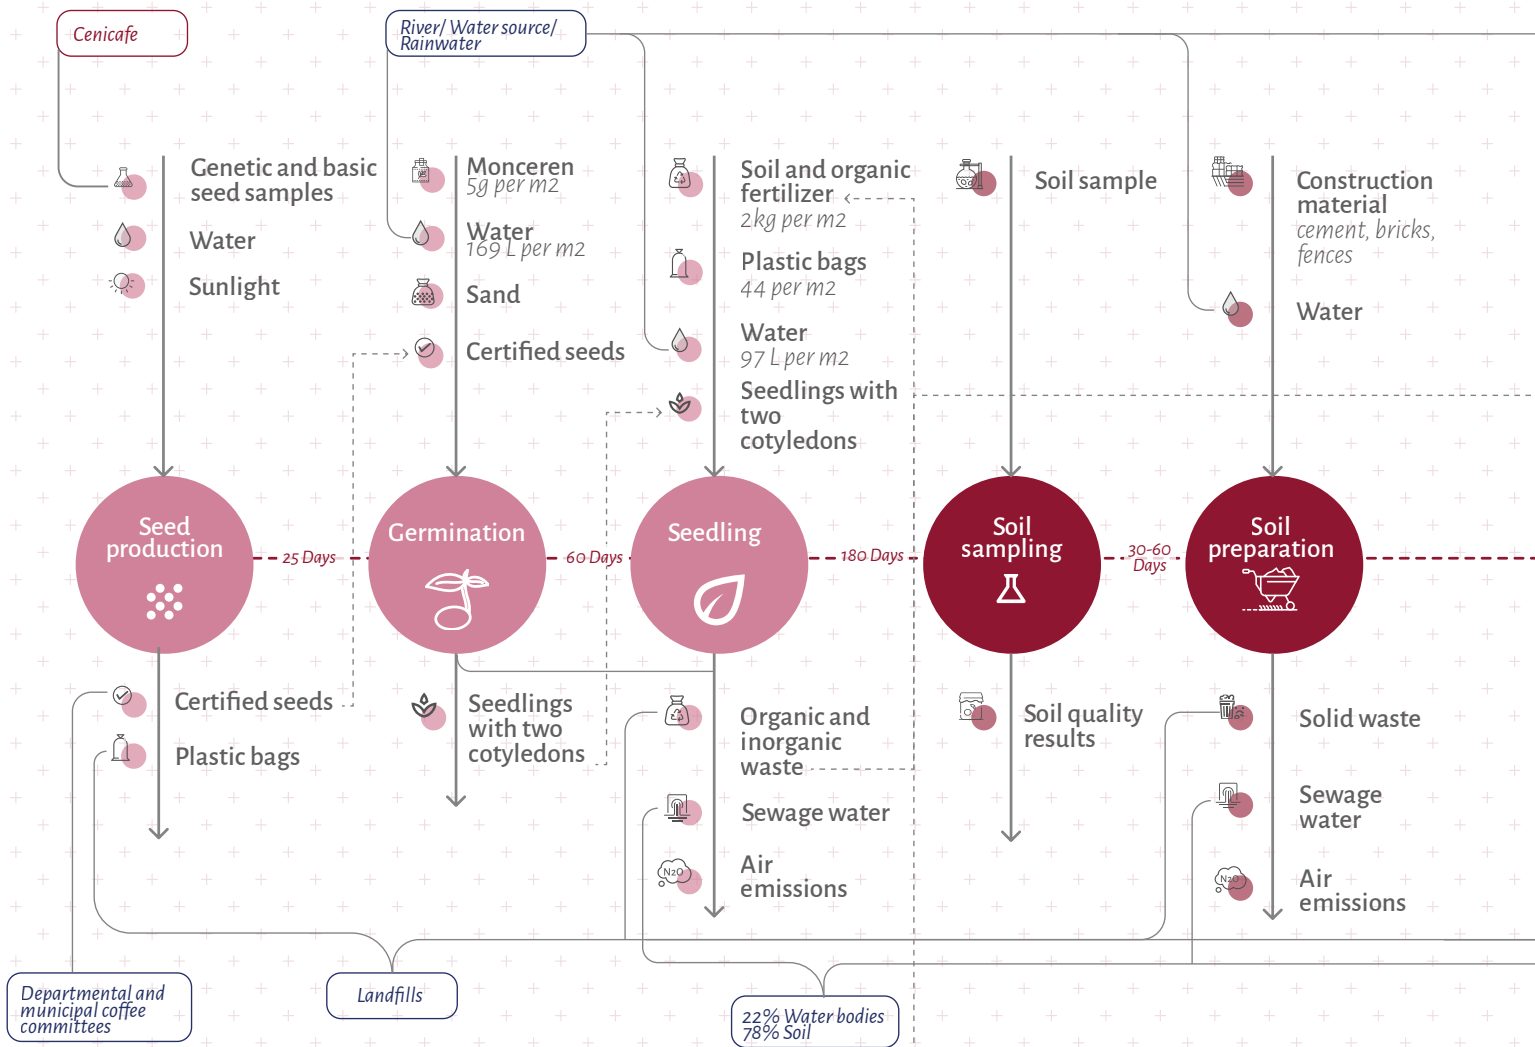 Cenicafe
River/ Water source/
Rainwater
Genetic and basic
seed samples
Water
Sunlight
Monceren
5g per m2
Water
169 L per m2
Sand
Certified seeds
Soil and organic
fertilizer
2kg per m2
Plastic bags
44 per m2
Water
97 L per m2
Seedlings with
two
cotyledons
Soil sample
Construction
material
cement, bricks,
fences
Water
Seed
production
25 Days
Germination
60 Days
Seedling
180 Days
Soil
sampling
30-60
Days
Soil
preparation
Certified seeds
Plastic bags
Seedlings
with two
cotyledons
Organic and
inorganic
waste
Sewage water
N2O
Air
emissions
Soil quality
results
Solid waste
Sewage
water
N2O
Air
emissions
Departmental and
municipal coffee
committees
Landfills
22% Water bodies
78% Soil